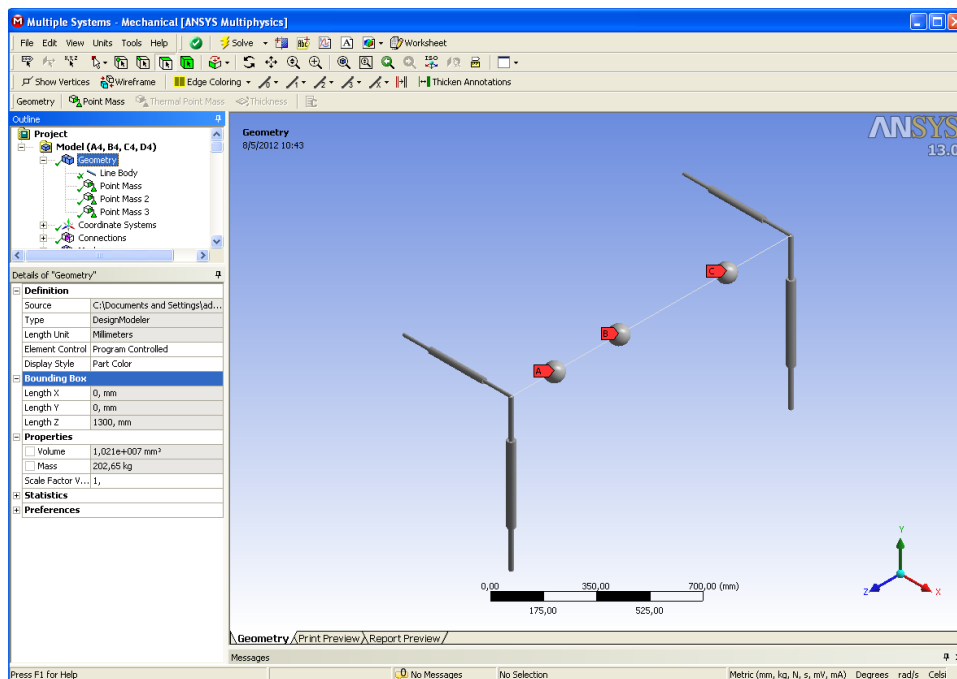 Multiple Systems - Mechanical [ANSYS Multiphysics]
File Edit View Units Tools Help Solve Worksheet
Show Vertices Wireframe Edge Coloring Thicken Annotations
Geometry Point Mass Thermal Point Mass Thickness
Outline
Project
Model (A4, B4, C4, D4)
Geometry
Line Body
Point Mass
Point Mass 2
Point Mass 3
Coordinate Systems
Connections
Details of "Geometry"
Definition
Source C:\Documents and Settings\ad...
Type DesignModeler
Length Unit Millimeters
Element Control Program Controlled
Display Style Part Color
Bounding Box
Length X 0, mm
Length Y 0, mm
Length Z 1300, mm
Properties
Volume 1,021e+007 mm³
Mass 202,65 kg
Scale Factor V... 1,
Statistics
Preferences
Geometry
8/5/2012 10:43
ANSYS
13.0
C
B
A
0,00 350,00 700,00 (mm)
175,00 525,00
Y
Z X
Geometry Print Preview Report Preview
Messages
Press F1 for Help 0 No Messages No Selection Metric (mm, kg, N, s, mV, mA) Degrees rad/s Celsi